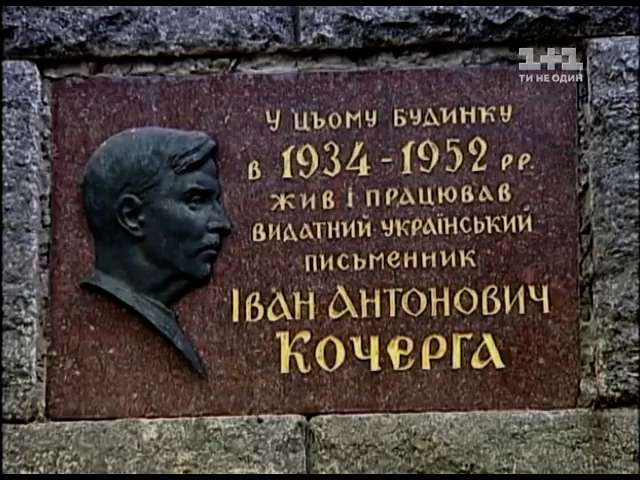 1+1
ТИ НЕ ОДИН
У ЦЬОМУ БУДИНКУ
В 1934-1952 РР.
ЖИВ І ПРАЦЮВАВ
ВИДАТНИЙ УКРАЇНСЬКИЙ
ПИСЬМЕННИК
ІВАН АНТОНОВИЧ
КОЧЕРГА